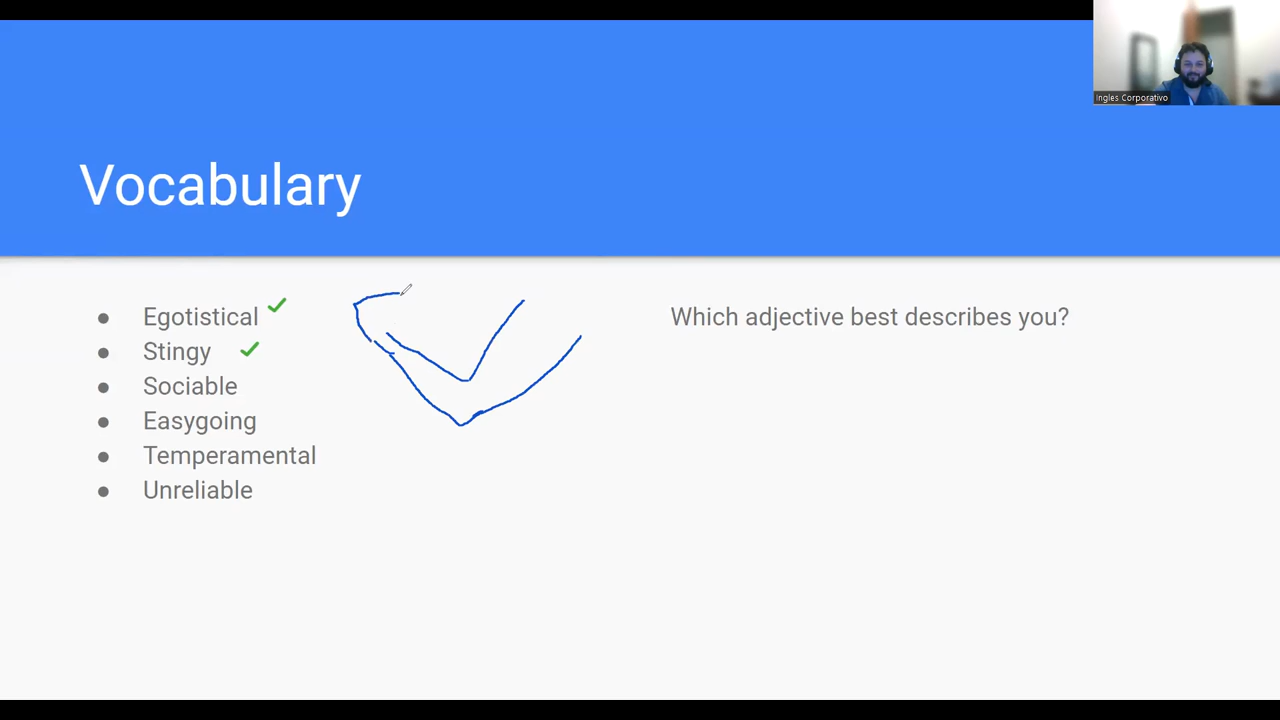 Ingles Corporativo
Vocabulary
Egotistical
Stingy
Sociable
Easygoing
Temperamental
Unreliable
Which adjective best describes you?